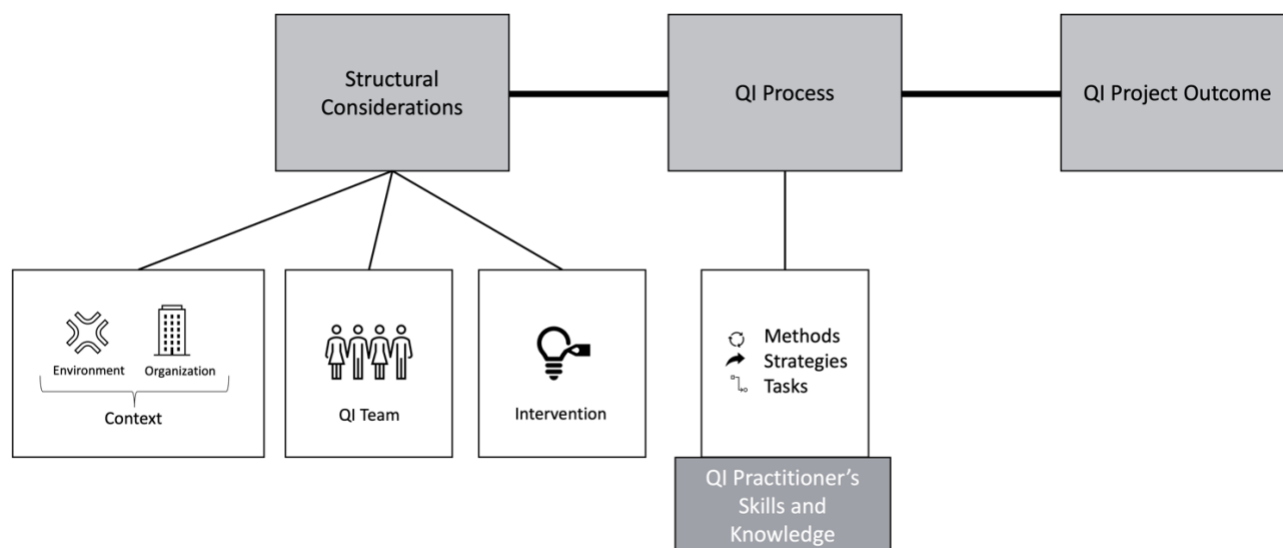 Structural
Considerations
QI Process
QI Project Outcome
Environment
Organization
Context
QI Team
Intervention
Methods
Strategies
Tasks
QI Practitioner’s
Skills and
Knowledge